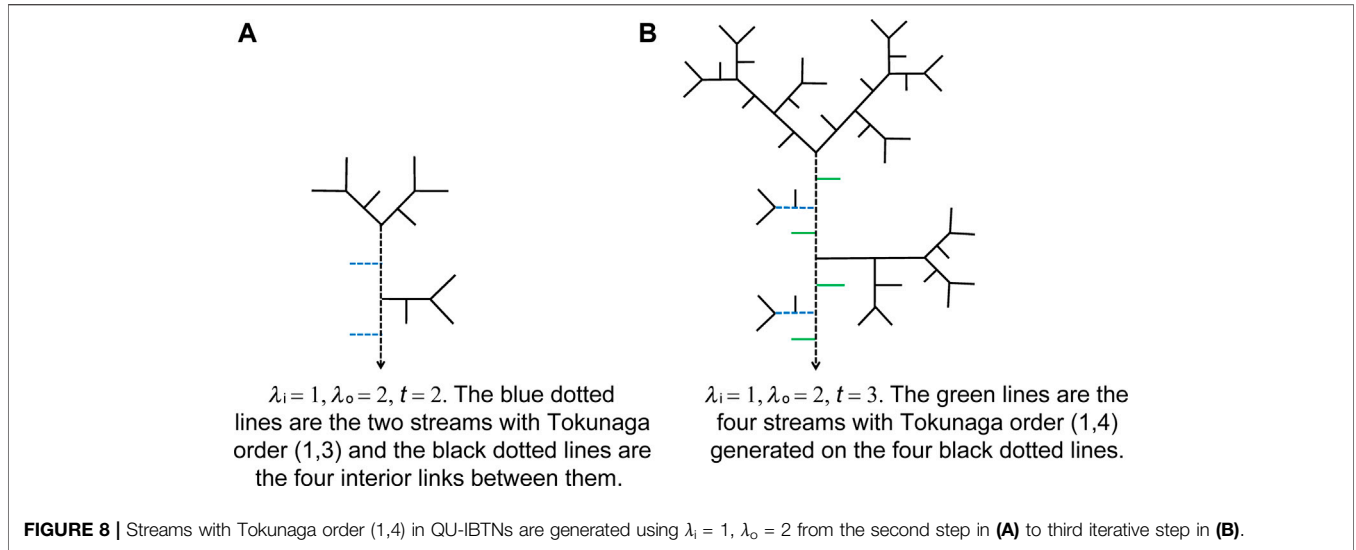 A
B
λi = 1, λo = 2, t = 2. The blue dotted
lines are the two streams with Tokunaga
order (1,3) and the black dotted lines are
the four interior links between them.
λi = 1, λo = 2, t = 3. The green lines are the
four streams with Tokunaga order (1,4)
generated on the four black dotted lines.
FIGURE 8 | Streams with Tokunaga order (1,4) in QU-IBTNs are generated using λi = 1, λo = 2 from the second step in (A) to third iterative step in (B).